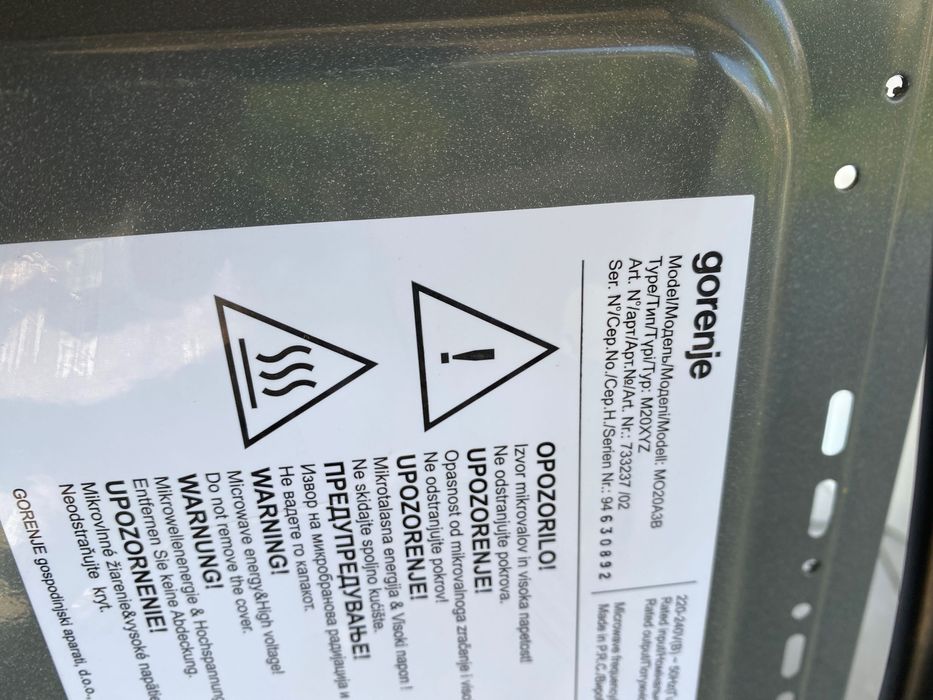 gorenje
Model/Модель/Моделі/Modell: MO20A3B
Type/Тип/Typi/Typ: M20XYZ
Art. N°/арт/Арт.№/Art. Nr.: 733237 /02
Ser. N°/Сер.No./Сер.Н./Serien Nr.: 94630892
220-240V(В) ~ 50Hz(
Rated input/
Rated output/
Microwave frequency
Made in P.R.C./
OPOZORILO!
Izvor mikrovalov in visoka napetost!
Ne odstranjujte pokrova.
UPOZORENJE!
Opasnost od mikrovalnoga zračenje i
Ne odstranjujte pokrov!
UPOZORENJE!
Mikrotalasna energija & Visoki napon !
Ne skidajte spoljno kućište.
ПРЕДУПРЕДУВАЊЕ!
Извор на микробранова радијација и
Не вадете го капакот.
WARNING!
Microwave energy&High voltage!
Do not remove the cover.
WARNUNG!
Mikrowellenenergie & Hochspannung
Entfernen Sie keine Abdeckung.
UPOZORNENIE!
Mikrovlnné žiarenie&vysoké
Neodstraňujte kryt.
GORENJE gospodinjski aparati, d.o.o.,